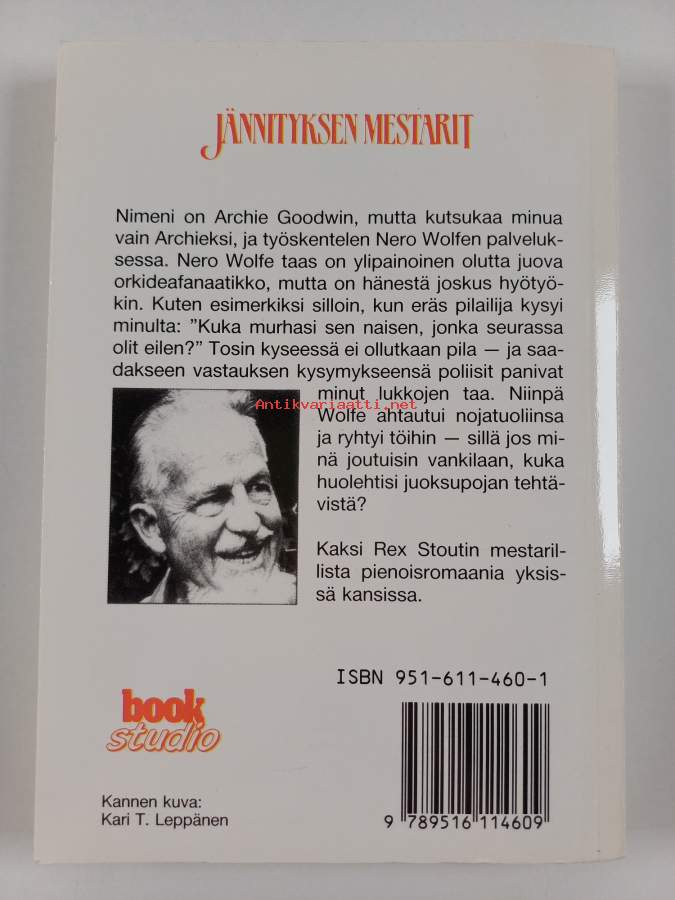 JÄNNITYKSEN MESTARIT
Nimeni on Archie Goodwin, mutta kutsukaa minua
vain Archieksi, ja työskentelen Nero Wolfen palveluk-
sessa. Nero Wolfe taas on ylipainoinen olutta juova
orkideafanaatikko, mutta on hänestä joskus hyötyö-
kin. Kuten esimerkiksi silloin, kun eräs pilailija kysyi
minulta: ”Kuka murhasi sen naisen, jonka seurassa
olit eilen?” Tosin kyseessä ei ollutkaan pila — ja saa-
dakseen vastauksen kysymykseensä poliisit panivat
minut lukkojen taa. Niinpä
Antikvariaatti.net
Wolfe ahtautui nojatuoliinsa
ja ryhtyi töihin — sillä jos mi-
nä joutuisin vankilaan, kuka
huolehtisi juoksupojan tehtä-
vistä?
Kaksi Rex Stoutin mestaril-
lista pienoisromaania yksis-
sä kansissa.
ISBN 951-611-460-1
book
studio
Kannen kuva:
Kari T. Leppänen
9 789516 114609